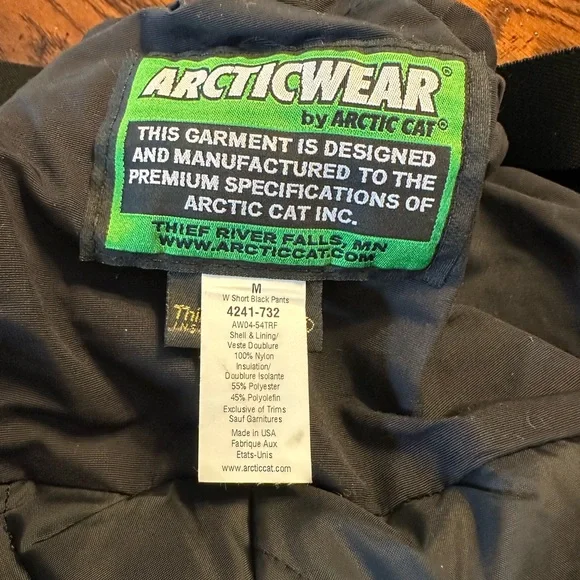 ARCTICWEAR®
by ARCTIC CAT®
THIS GARMENT IS DESIGNED
AND MANUFACTURED TO THE
PREMIUM SPECIFICATIONS OF
ARCTIC CAT INC.
THIEF RIVER FALLS, MN
WWW.ARCTICCAT.COM
M
W Short Black Pants
4241-732
AW04-54TRF
Shell & Lining/
Veste Doublure
100% Nylon
Insulation/
Doublure Isolante
55% Polyester
45% Polyolefin
Exclusive of Trims
Sauf Garnitures
Made in USA
Fabrique Aux
Etats-Unis
www.arcticcat.com